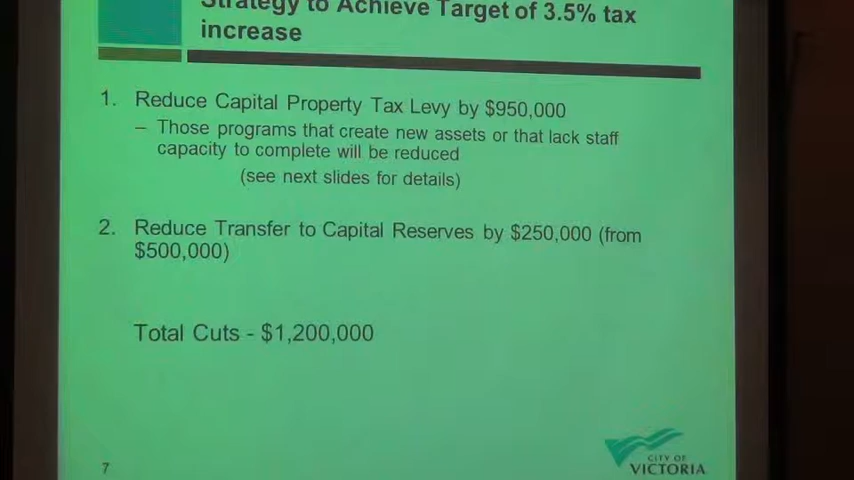 Strategy to Achieve Target of 3.5% tax
increase
1. Reduce Capital Property Tax Levy by $950,000
– Those programs that create new assets or that lack staff
capacity to complete will be reduced
(see next slides for details)
2. Reduce Transfer to Capital Reserves by $250,000 (from
$500,000)
Total Cuts - $1,200,000
7
CITY OF
VICTORIA